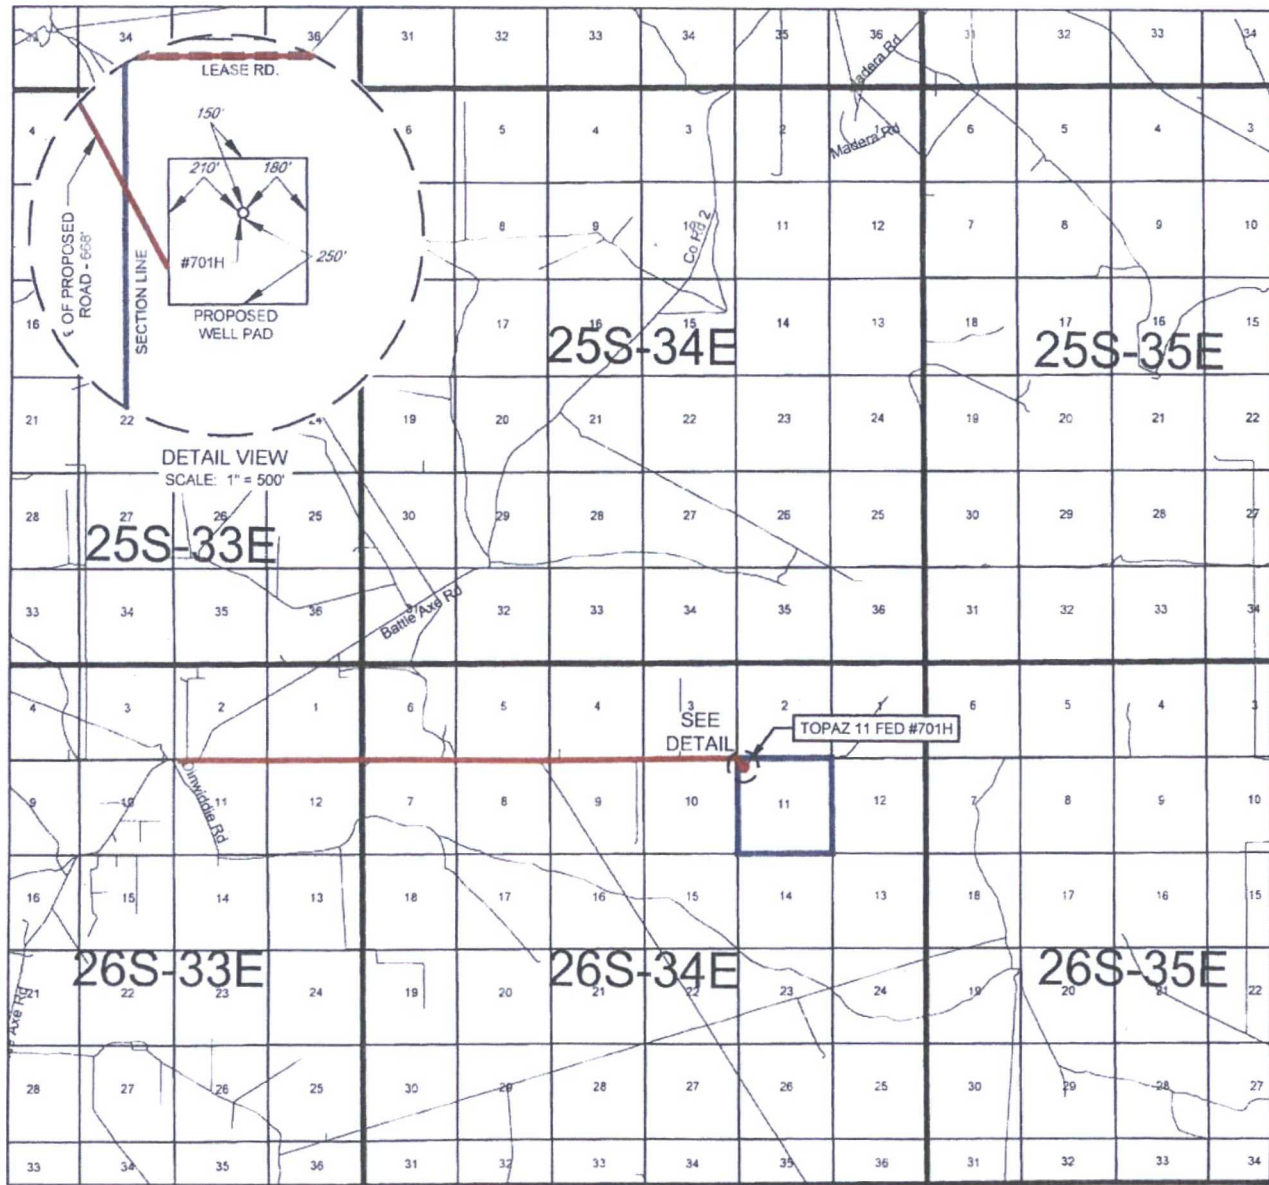 34 36 31 32 33 34 35 36 31 32 33 34
LEASE RD.
Madera Rd
150'
4 6 5 4 3 2 1 6 5 4 3
Madera Rd
210' 180'
8 9 10 11 12 7 8 9 10
Co Rd 2
℄ OF PROPOSED
ROAD - 668'
SECTION LINE
#701H
250'
PROPOSED
WELL PAD
16 17 16 15 14 13 18 17 16 15
25S-34E 25S-35E
21 22 24 19 20 21 22 23 24 19 20 21 22
DETAIL VIEW
SCALE: 1" = 500'
28 27 26 25 30 29 28 27 26 25 30 29 28 27
25S-33E
33 34 35 36 31 32 33 34 35 36 31 32 33 34
Battle Axe Rd
4 3 2 1 6 5 4 3 2 1 6 5 4 3
SEE
DETAIL
TOPAZ 11 FED #701H
9 10 11 12 7 8 9 10 11 12 7 8 9 10
Dinwiddie Rd
16 15 14 13 18 17 16 15 14 13 18 17 16 15
26S-33E 26S-34E 26S-35E
21 22 23 24 19 20 21 22 23 24 19 20 21 22
Axe Rd
28 27 26 25 30 29 28 27 26 25 30 29 28 27
33 34 35 36 31 32 33 34 35 36 31 32 33 34